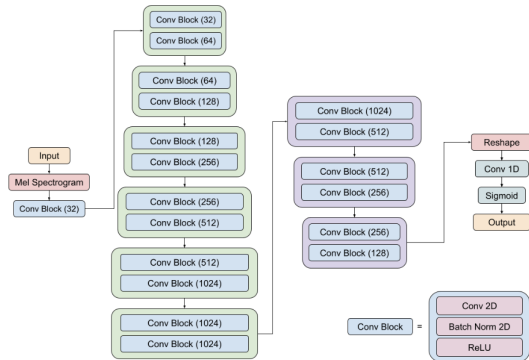 Input
Mel Spectrogram
Conv Block (32)
Conv Block (32)
Conv Block (64)
Conv Block (64)
Conv Block (128)
Conv Block (128)
Conv Block (256)
Conv Block (256)
Conv Block (512)
Conv Block (512)
Conv Block (1024)
Conv Block (1024)
Conv Block (1024)
Conv Block (1024)
Conv Block (512)
Conv Block (512)
Conv Block (256)
Conv Block (256)
Conv Block (128)
Reshape
Conv 1D
Sigmoid
Output
Conv Block =
Conv 2D
Batch Norm 2D
ReLU